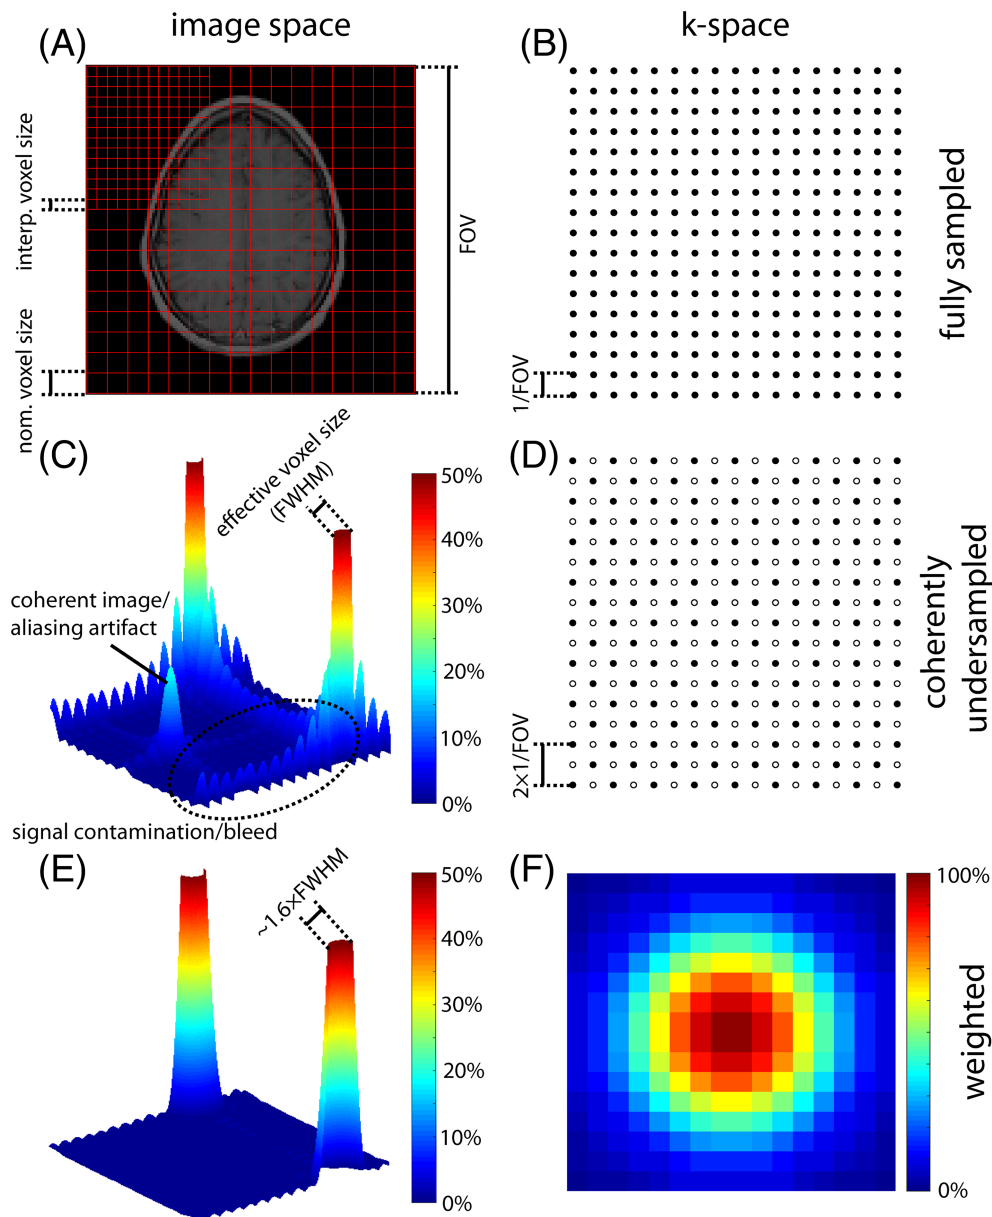 image space
k-space
(A)
interp. voxel size
nom. voxel size
FOV
(B)
1/FOV
fully sampled
(C)
effective voxel size
(FWHM)
coherent image/
aliasing artifact
signal contamination/bleed
50%
40%
30%
20%
10%
0%
(D)
2×1/FOV
coherently
undersampled
(E)
~1.6×FWHM
50%
40%
30%
20%
10%
0%
(F)
100%
0%
weighted